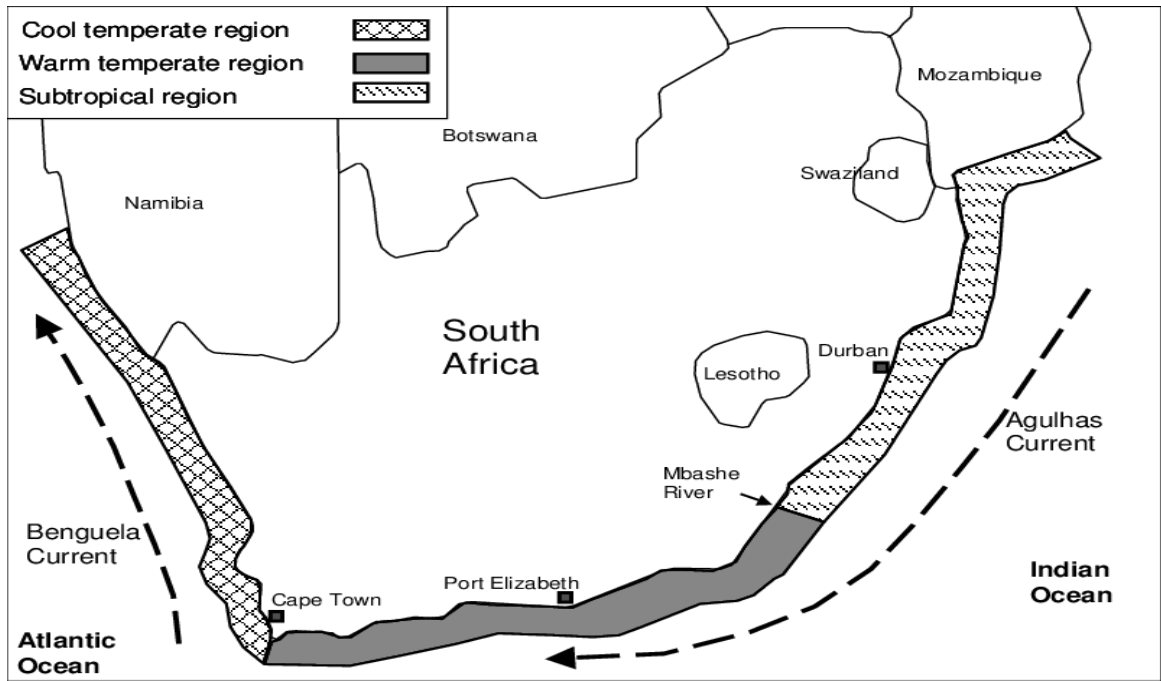 Cool temperate region
Warm temperate region
Subtropical region
Mozambique
Botswana
Swaziland
Namibia
South
Africa
Durban
Lesotho
Agulhas
Current
Mbashe
River
Benguela
Current
Port Elizabeth
Cape Town
Indian
Ocean
Atlantic
Ocean